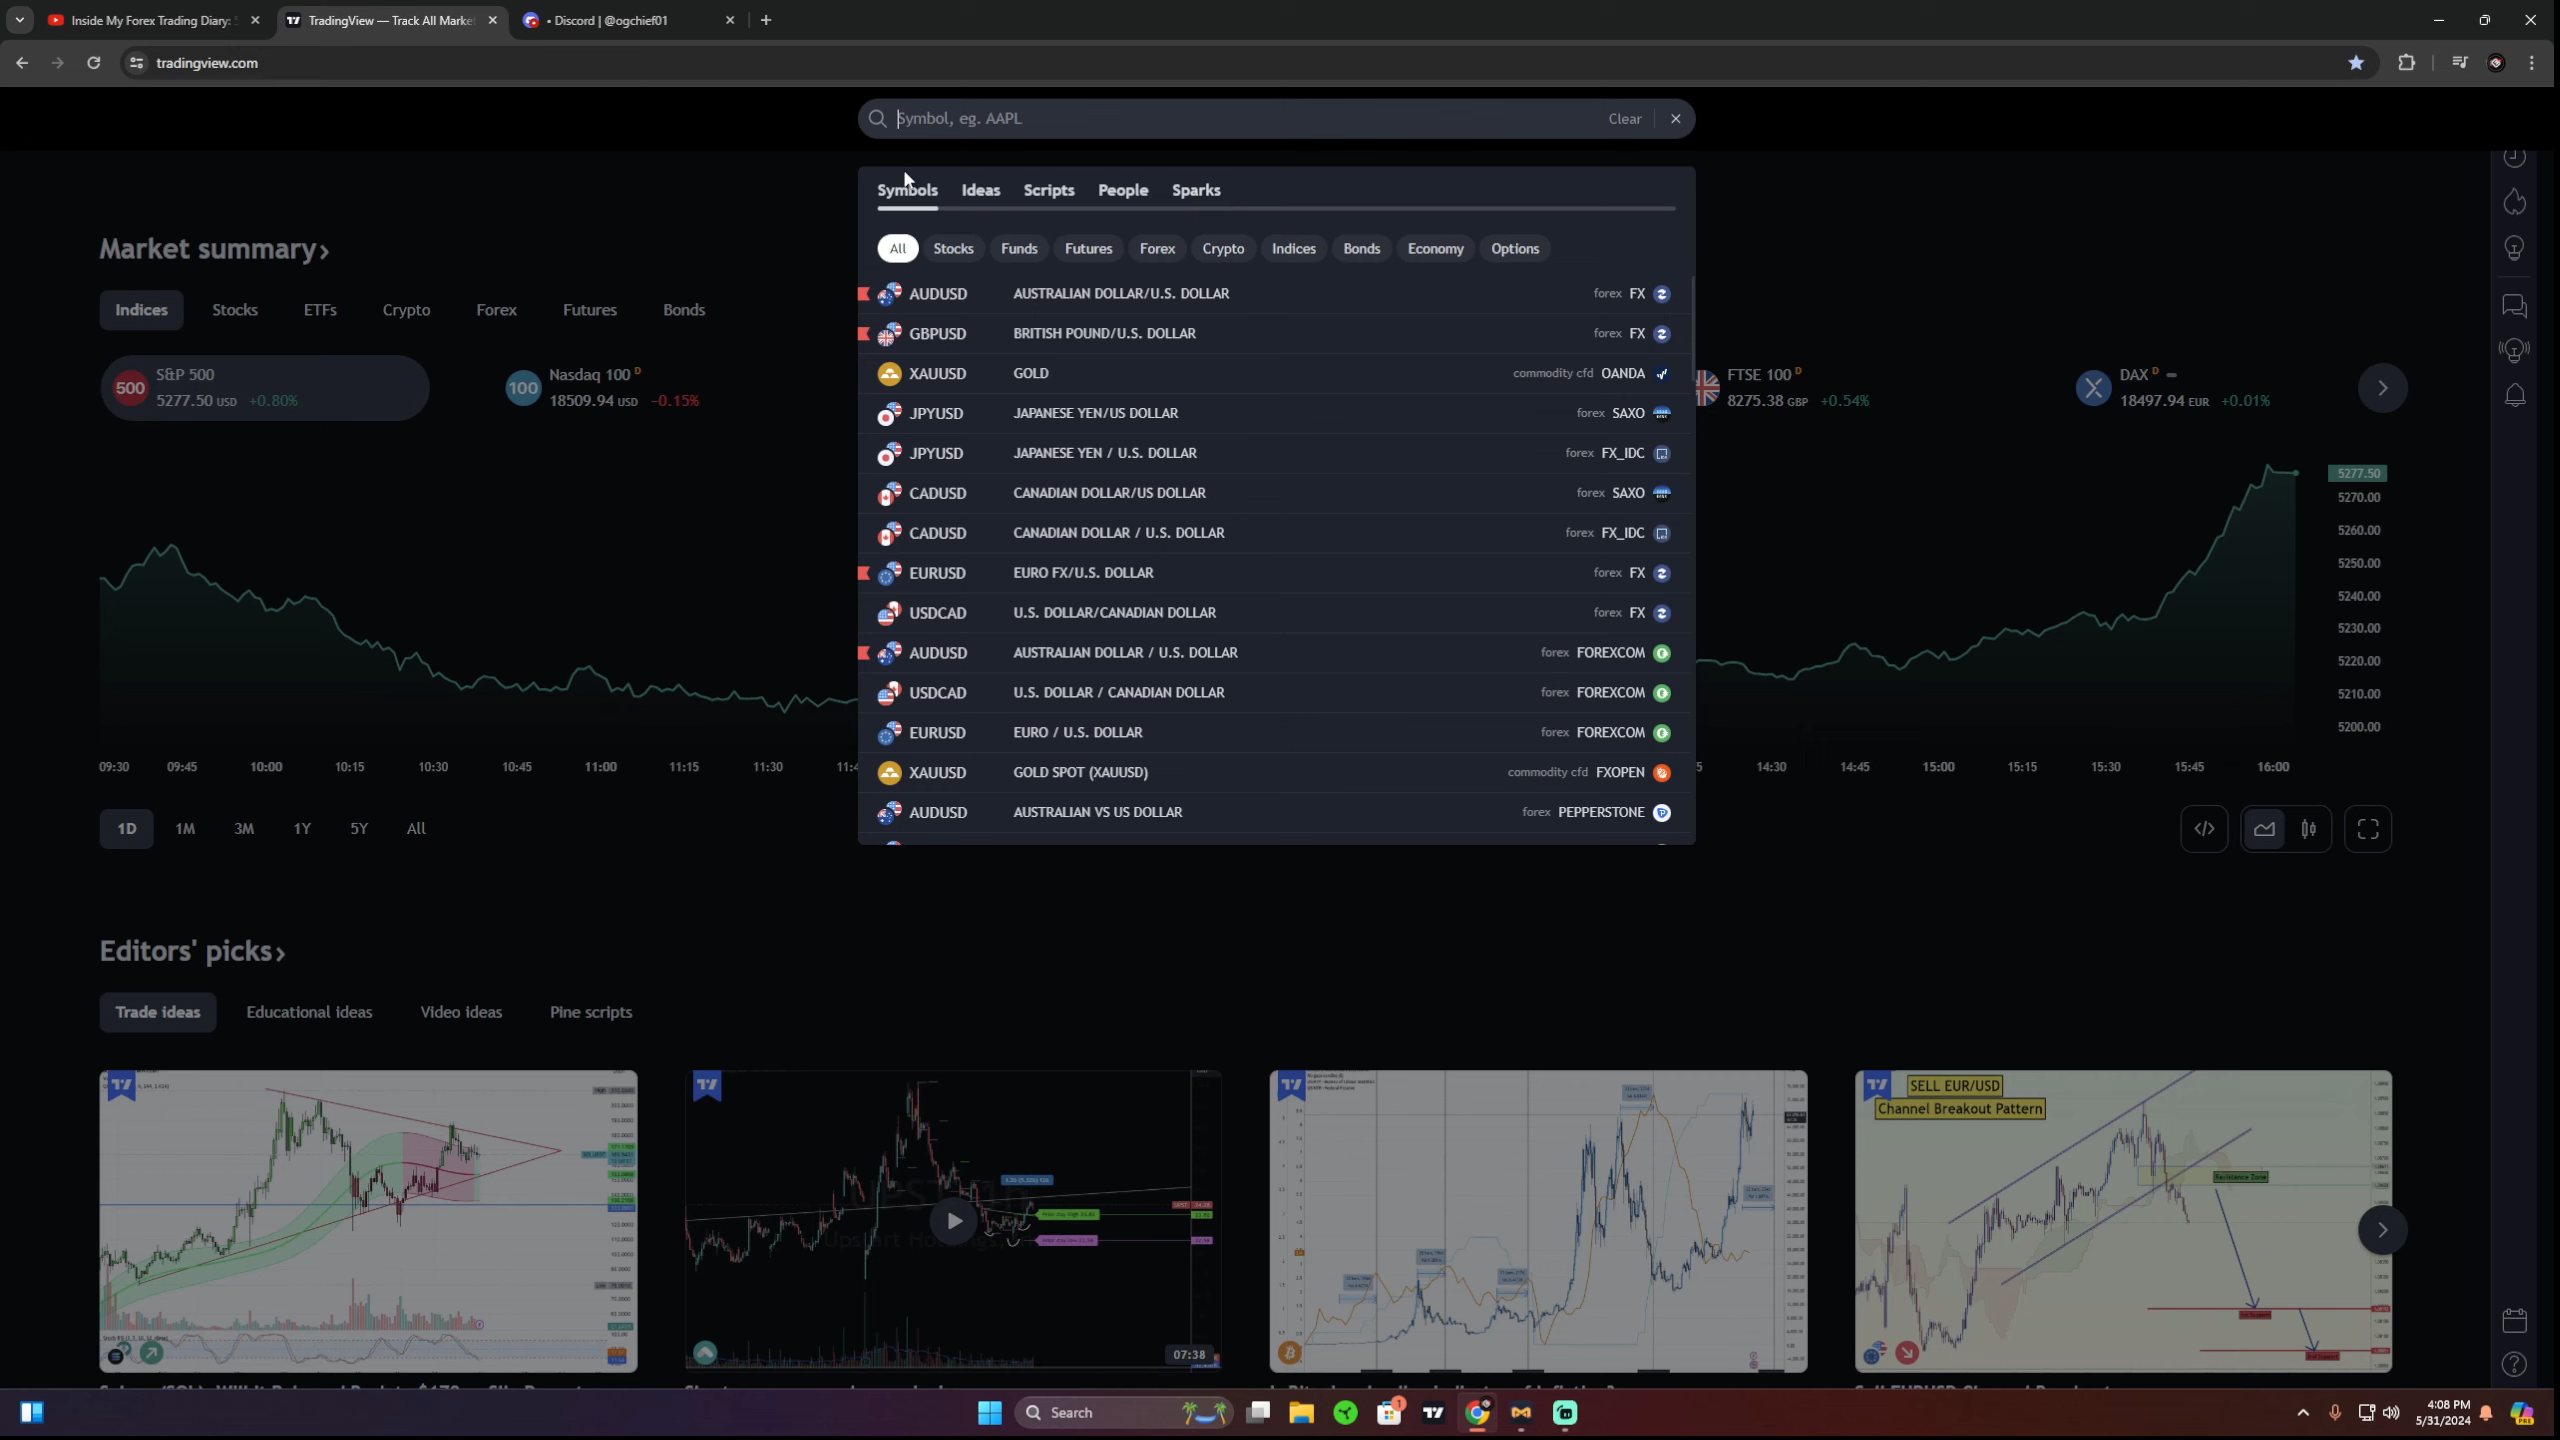 Inside My Forex Trading Diary:
TradingView — Track All Marke
• Discord | @ogchief01
tradingview.com
Symbol, eg. AAPL
Clear
Symbols Ideas Scripts People Sparks
All Stocks Funds Futures Forex Crypto Indices Bonds Economy Options
AUDUSD AUSTRALIAN DOLLAR/U.S. DOLLAR forex FX
GBPUSD BRITISH POUND/U.S. DOLLAR forex FX
XAUUSD GOLD commodity cfd OANDA
JPYUSD JAPANESE YEN/US DOLLAR forex SAXO
JPYUSD JAPANESE YEN / U.S. DOLLAR forex FX_IDC
CADUSD CANADIAN DOLLAR/US DOLLAR forex SAXO
CADUSD CANADIAN DOLLAR / U.S. DOLLAR forex FX_IDC
EURUSD EURO FX/U.S. DOLLAR forex FX
USDCAD U.S. DOLLAR/CANADIAN DOLLAR forex FX
AUDUSD AUSTRALIAN DOLLAR / U.S. DOLLAR forex FOREXCOM
USDCAD U.S. DOLLAR / CANADIAN DOLLAR forex FOREXCOM
EURUSD EURO / U.S. DOLLAR forex FOREXCOM
XAUUSD GOLD SPOT (XAUUSD) commodity cfd FXOPEN
AUDUSD AUSTRALIAN VS US DOLLAR forex PEPPERSTONE
Market summary
Indices Stocks ETFs Crypto Forex Futures Bonds
500 S&P 500
5277.50 USD +0.80%
100 Nasdaq 100 D
18509.94 USD -0.15%
FTSE 100 D
8275.38 GBP +0.54%
DAX D
18497.94 EUR +0.01%
5277.50
5270.00
5260.00
5250.00
5240.00
5230.00
5220.00
5210.00
5200.00
09:30 09:45 10:00 10:15 10:30 10:45 11:00 11:15 11:30 14:30 14:45 15:00 15:15 15:30 15:45 16:00
1D 1M 3M 1Y 5Y All
Editors' picks
Trade ideas Educational ideas Video ideas Pine scripts
07:38
SELL EUR/USD
Channel Breakout Pattern
Resistance Zone
Search
4:08 PM
5/31/2024